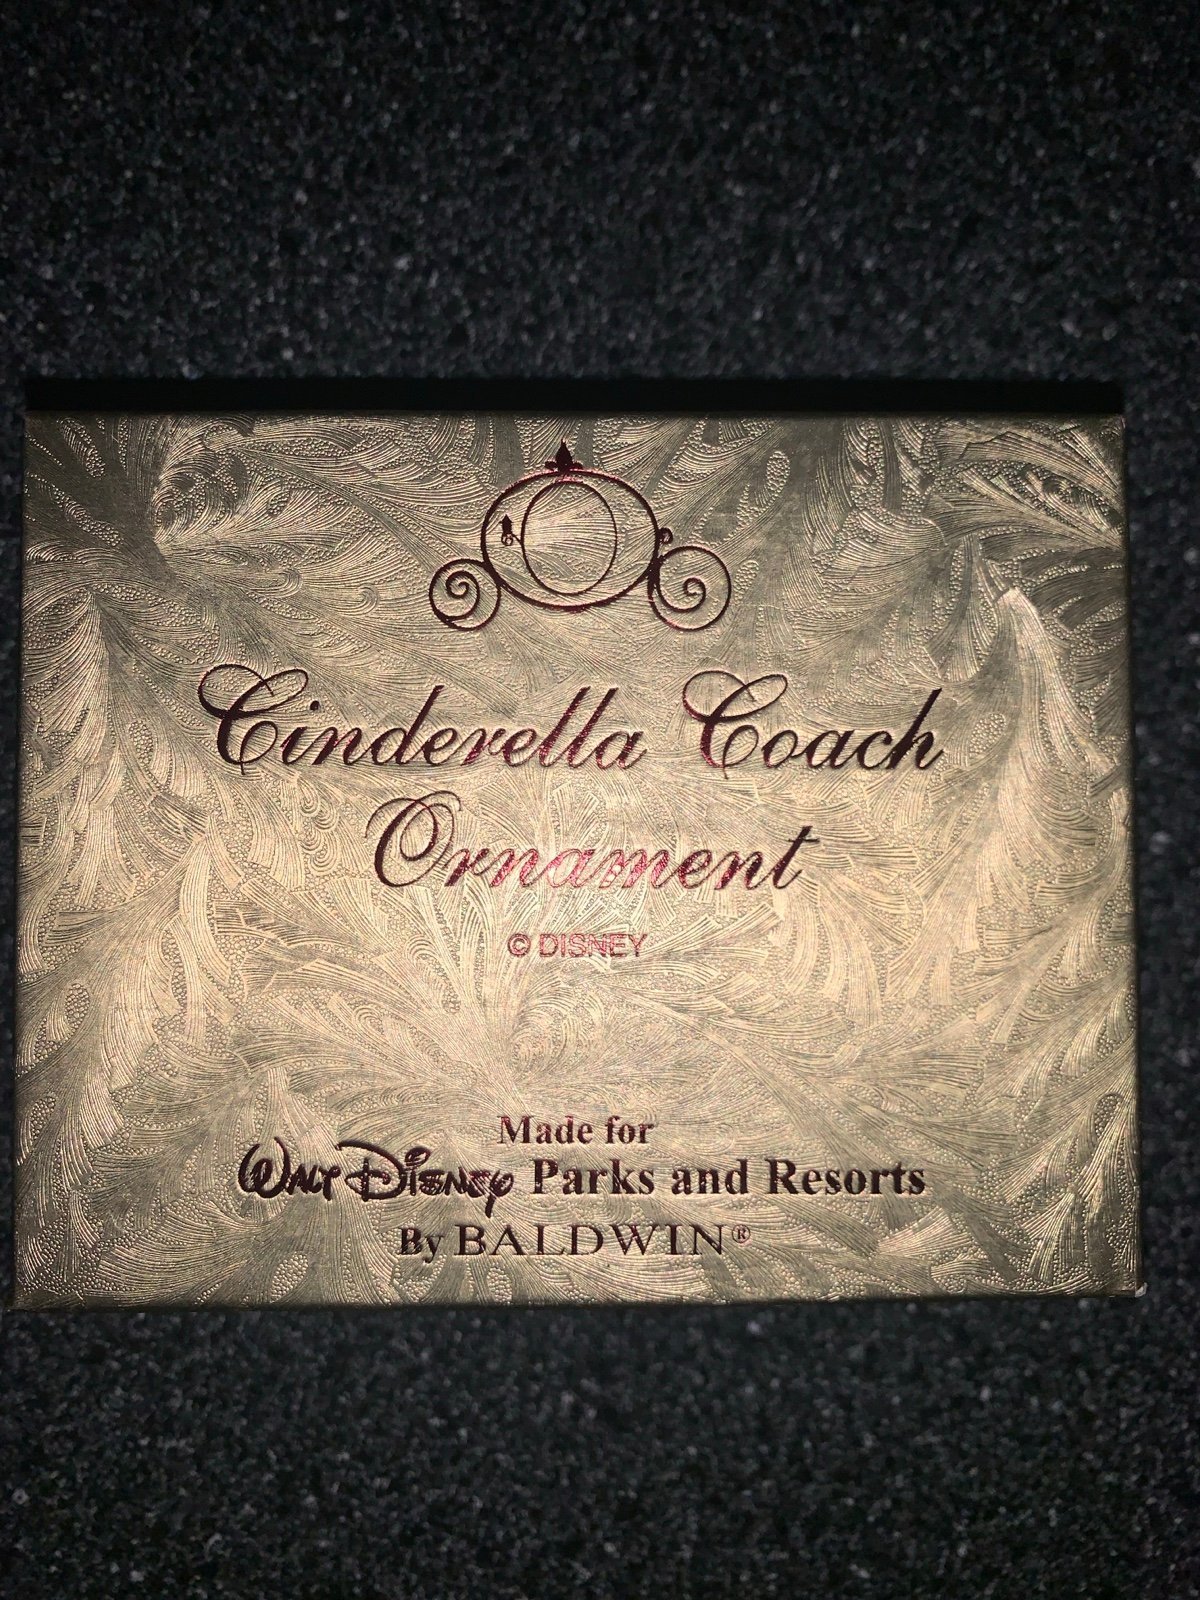 Cinderella Coach
Ornament
© DISNEY
Made for
WALT DISNEY Parks and Resorts
By BALDWIN®